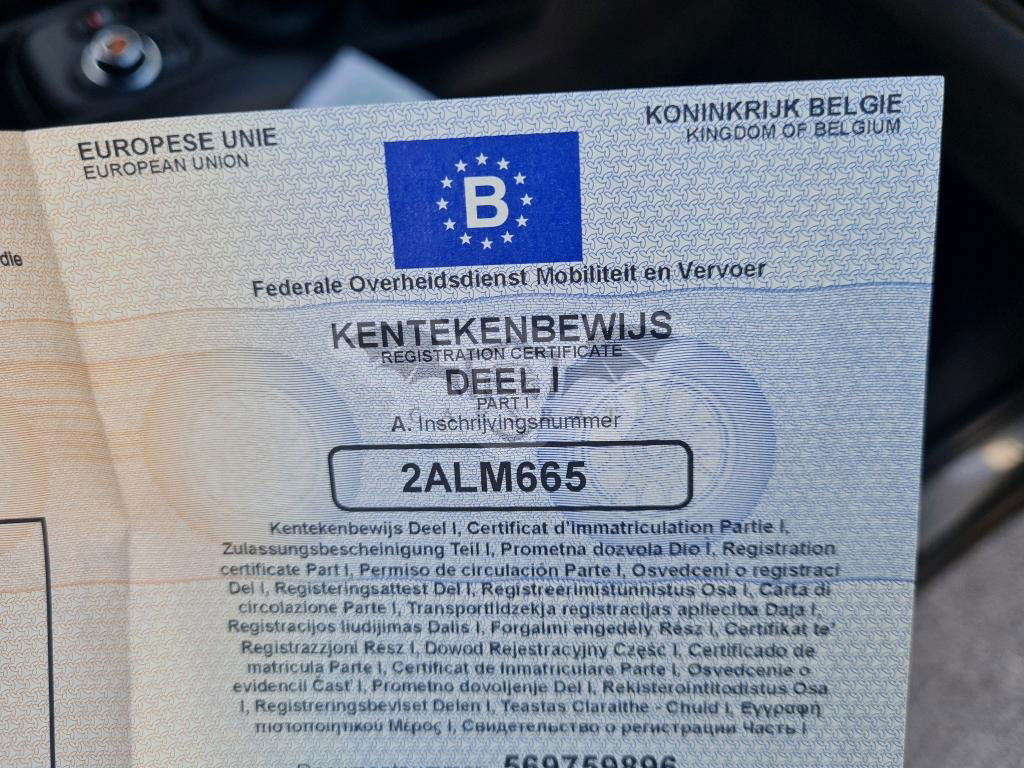 die
EUROPESE UNIE
EUROPEAN UNION
KONINKRIJK BELGIE
KINGDOM OF BELGIUM
B
Federale Overheidsdienst Mobiliteit en Vervoer
KENTEKENBEWIJS
REGISTRATION CERTIFICATE
DEEL I
PART I
A. Inschrijvingsnummer
2ALM665
Kentekenbewijs Deel I, Certificat d'immatriculation Partie I,
Zulassungsbescheinigung Teil I, Prometna dozvola Dio I, Registration
certificate Part I, Permiso de circulación Parte I, Osvedceni o registraci
Del I, Registeringsattest Del I, Registreerimistunnistus Osa I, Carta di
circolazione Parte I, Transportlidzekja registracijas apliecíba Data I,
Registracijos liudijimas Dalis I, Forgalmi engedély Rész I, Certifikat te'
Registrazzjoni Rész I, Dowod Rejestracyjny Część I, Certificado de
matricula Parte I, Certificat de inmatriculare Parte I, Osvedcenie o
evidencii Časť I, Prometno dovoljenje Del I, Rekisteröintitodistus Osa
I, Registreringsbeviset Delen I, Teastas Claraithe - Chuid I, Εγγραφή
πιστοποιητικού Μέρος I, Свидетельство о регистрации Часть I
569759896